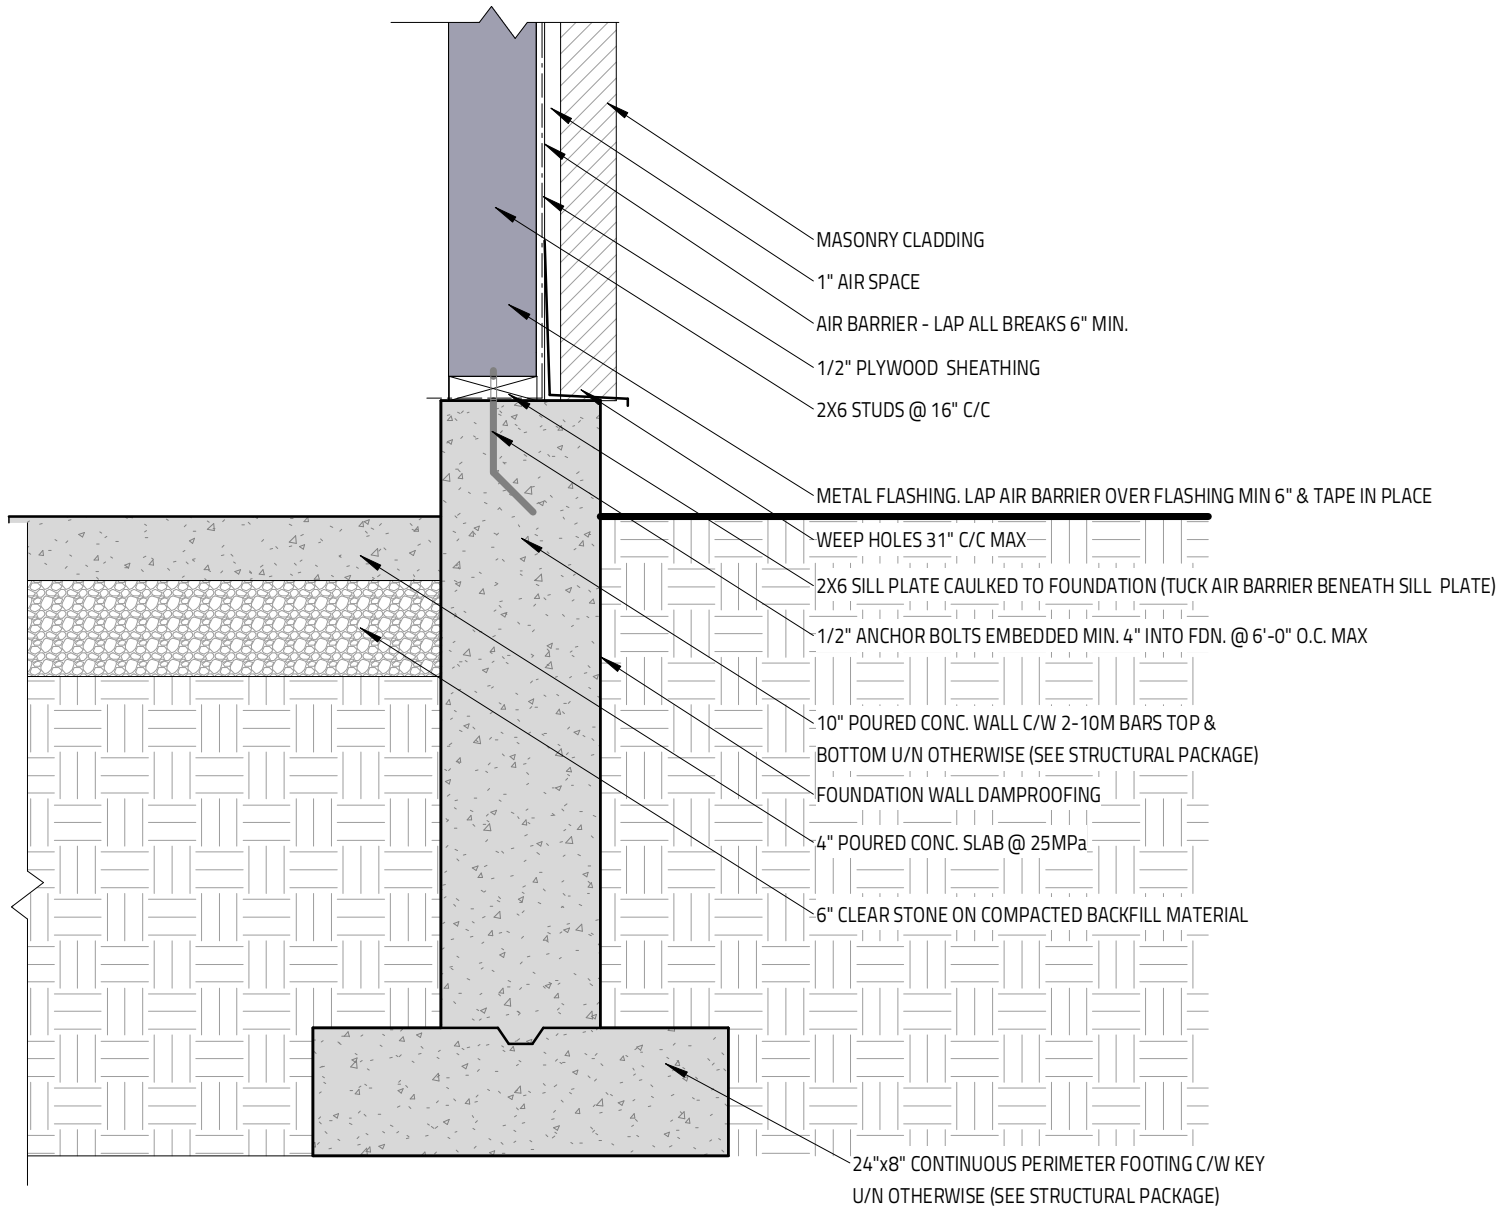 MASONRY CLADDING
1" AIR SPACE
AIR BARRIER - LAP ALL BREAKS 6" MIN.
1/2" PLYWOOD SHEATHING
2X6 STUDS @ 16" C/C
METAL FLASHING. LAP AIR BARRIER OVER FLASHING MIN 6" & TAPE IN PLACE
WEEP HOLES 31" C/C MAX
2X6 SILL PLATE CAULKED TO FOUNDATION (TUCK AIR BARRIER BENEATH SILL PLATE)
1/2" ANCHOR BOLTS EMBEDDED MIN. 4" INTO FDN. @ 6'-0" O.C. MAX
10" POURED CONC. WALL C/W 2-10M BARS TOP &
BOTTOM U/N OTHERWISE (SEE STRUCTURAL PACKAGE)
FOUNDATION WALL DAMPROOFING
4" POURED CONC. SLAB @ 25MPa
6" CLEAR STONE ON COMPACTED BACKFILL MATERIAL
24"x8" CONTINUOUS PERIMETER FOOTING C/W KEY
U/N OTHERWISE (SEE STRUCTURAL PACKAGE)